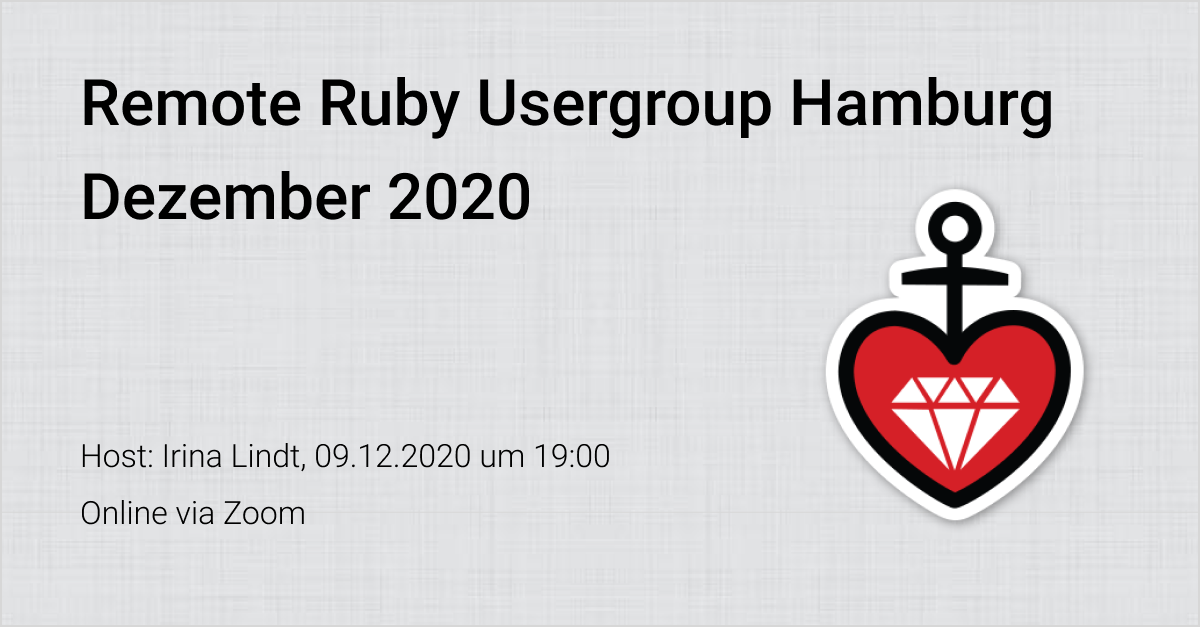 Remote Ruby Usergroup Hamburg
Dezember 2020
Host: Irina Lindt, 09.12.2020 um 19:00
Online via Zoom